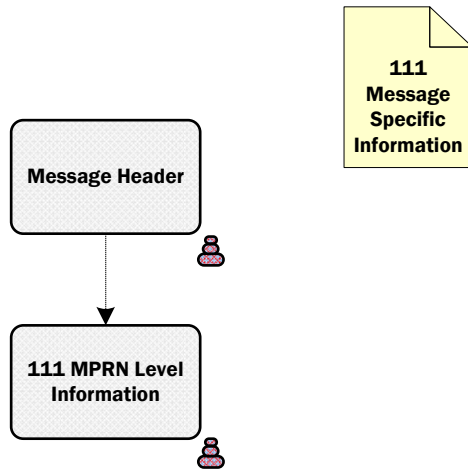 111
Message
Specific
Information
Message Header
111 MPRN Level
Information